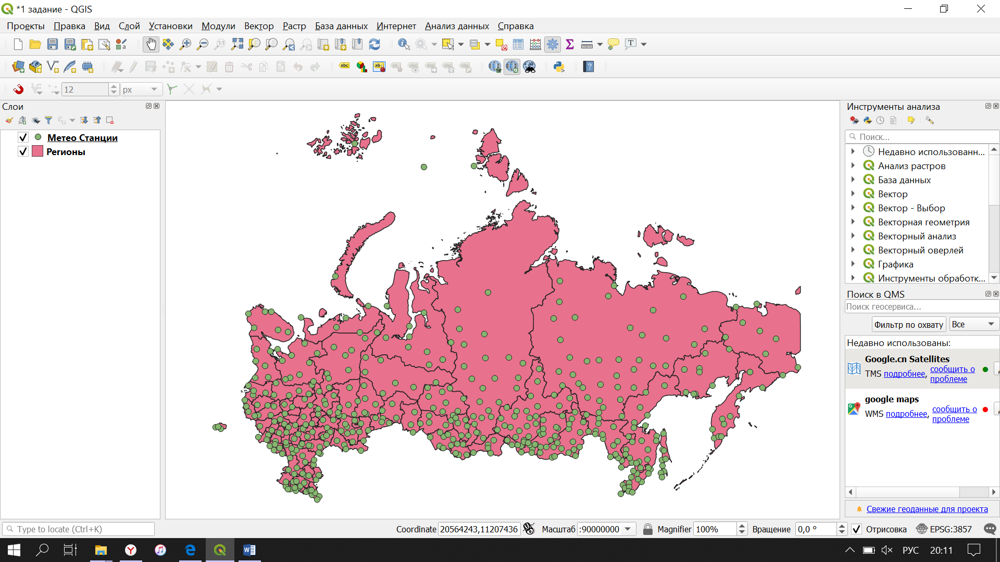 *1 задание - QGIS
Проекты Правка Вид Слой Установки Модули Вектор Растр База данных Интернет Анализ данных Справка
1:1
a
T
abc
abc
12
px
Слои
Метео Станции
Регионы
Инструменты анализа
Поиск...
Недавно использованн...
Анализ растров
База данных
Вектор
Вектор - Выбор
Векторная геометрия
Векторный анализ
Векторный оверлей
Графика
Инструменты обработк...
Поиск в QMS
Поиск геосервиса...
Фильтр по охвату Все
Недавно использованы:
Google.cn Satellites
TMS подробнее, сообщить о
проблеме
google maps
WMS подробнее, сообщить о
проблеме
Свежие геоданные для проекта
Type to locate (Ctrl+K)
Coordinate 20564243,11207436 Масштаб :90000000 Magnifier 100% Вращение 0,0 ° Отрисовка EPSG:3857
РУС 20:11